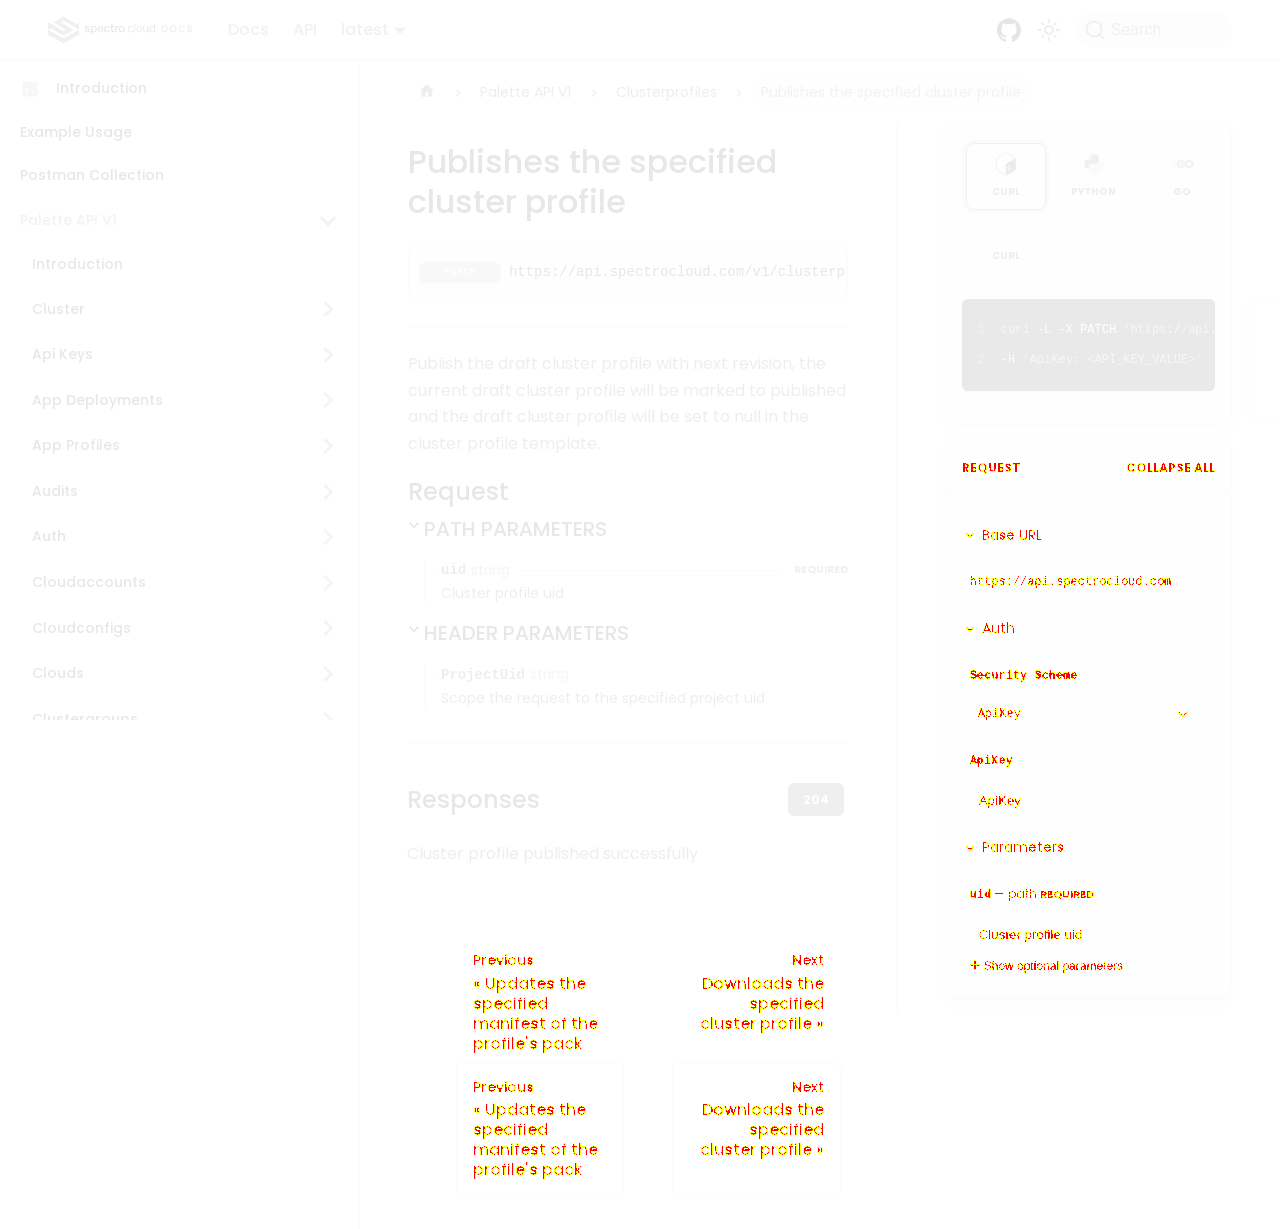 spectro cloud DOCS
Docs API latest
Search
Introduction
Example Usage
Postman Collection
Palette API V1
Introduction
Cluster
Api Keys
App Deployments
App Profiles
Audits
Auth
Cloudaccounts
Cloudconfigs
Clouds
Clustergroups
Palette API V1 Clusterprofiles Publishes the specified cluster profile
Publishes the specified
cluster profile
PATCH https://api.spectrocloud.com/v1/clusterp
Publish the draft cluster profile with next revision, the
current draft cluster profile will be marked to published
and the draft cluster profile will be set to null in the
cluster profile template.
Request
PATH PARAMETERS
uid string REQUIRED
Cluster profile uid
HEADER PARAMETERS
ProjectUid string
Scope the request to the specified project uid
Responses 204
Cluster profile published successfully
Previous
« Updates the
specified
manifest of the
profile's pack
Next
Downloads the
specified
cluster profile »
Previous
« Updates the
specified
manifest of the
profile's pack
Next
Downloads the
specified
cluster profile »
CURL PYTHON GO
CURL
1 curl -L -X PATCH 'https://api.
2 -H 'ApiKey: <API_KEY_VALUE>'
REQUEST COLLAPSE ALL
Base URL
https://api.spectrocloud.com
Auth
Security Scheme
ApiKey
ApiKey
ApiKey
Parameters
uid — path REQUIRED
Cluster profile uid
Show optional parameters